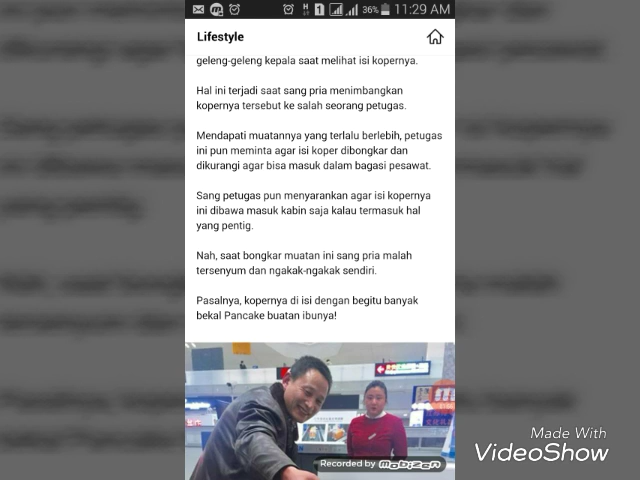 36% 11:29 AM
Lifestyle
geleng-geleng kepala saat melihat isi kopernya.
Hal ini terjadi saat sang pria menimbangkan
kopernya tersebut ke salah seorang petugas.
Mendapati muatannya yang terlalu berlebih, petugas
ini pun meminta agar isi koper dibongkar dan
dikurangi agar bisa masuk dalam bagasi pesawat.
Sang petugas pun menyarankan agar isi kopernya
ini dibawa masuk kabin saja kalau termasuk hal
yang pentig.
Nah, saat bongkar muatan ini sang pria malah
tersenyum dan ngakak-ngakak sendiri.
Pasalnya, kopernya di isi dengan begitu banyak
bekal Pancake buatan ibunya!
Made With
VideoShow
Recorded by mobizen